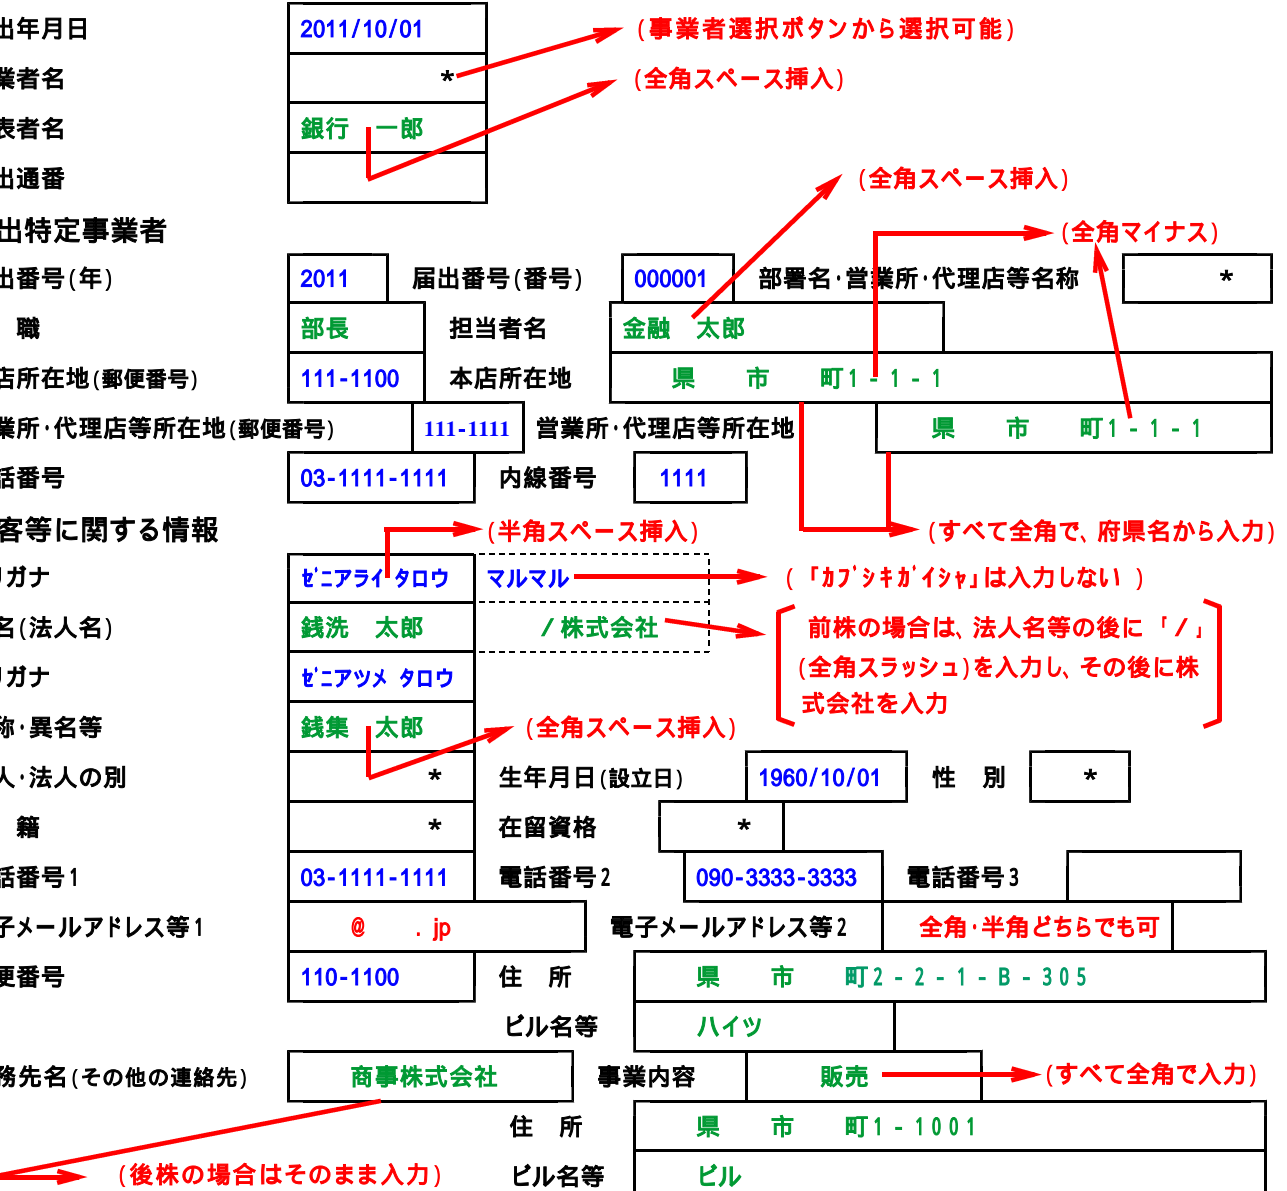 出年月日 2011/10/01 (事業者選択ボタンから選択可能)
業者名 * (全角スペース挿入)
表者名 銀行　一郎
出通番 (全角スペース挿入)
出特定事業者 (全角マイナス)
出番号(年) 2011 届出番号(番号) 000001 部署名・営業所・代理店等名称 *
職 部長 担当者名 金融　太郎
店所在地(郵便番号) 111-1100 本店所在地 県　市　町1-1-1
業所・代理店等所在地(郵便番号) 111-1111 営業所・代理店等所在地 県　市　町1-1-1
話番号 03-1111-1111 内線番号 1111
客等に関する情報 (半角スペース挿入) (すべて全角で、府県名から入力)
リガナ ｾﾞﾆアライ タロウ マルマル (「ｶﾌﾞｼｷｶﾞｲｼｬ」は入力しない )
名(法人名) 銭洗　太郎 /株式会社 前株の場合は、法人名等の後に「/」
(全角スラッシュ)を入力し、その後に株
リガナ ｾﾞﾆアツメ タロウ
式会社を入力
称・異名等 銭集　太郎 (全角スペース挿入)
人・法人の別 * 生年月日(設立日) 1960/10/01 性　別 *
籍 * 在留資格 *
話番号1 03-1111-1111 電話番号2 090-3333-3333 電話番号3
子メールアドレス等1 @　.jp 電子メールアドレス等2 全角・半角どちらでも可
便番号 110-1100 住　所 県　市　町2-2-1-B-305
ビル名等 ハイツ
務先名(その他の連絡先) 商事株式会社 事業内容 販売 (すべて全角で入力)
住　所 県　市　町1-1001
(後株の場合はそのまま入力) ビル名等 ビル